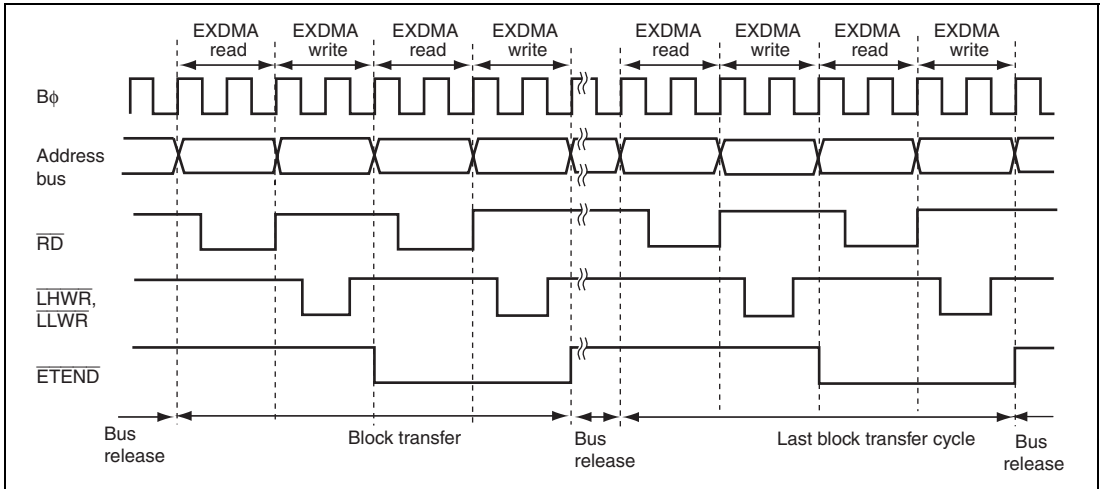 EXDMA EXDMA EXDMA EXDMA EXDMA EXDMA EXDMA EXDMA
read write read write read write read write
Bϕ
Address
bus
RD
LHWR,
LLWR
ETEND
Bus
release
Block transfer
Bus
release
Last block transfer cycle
Bus
release